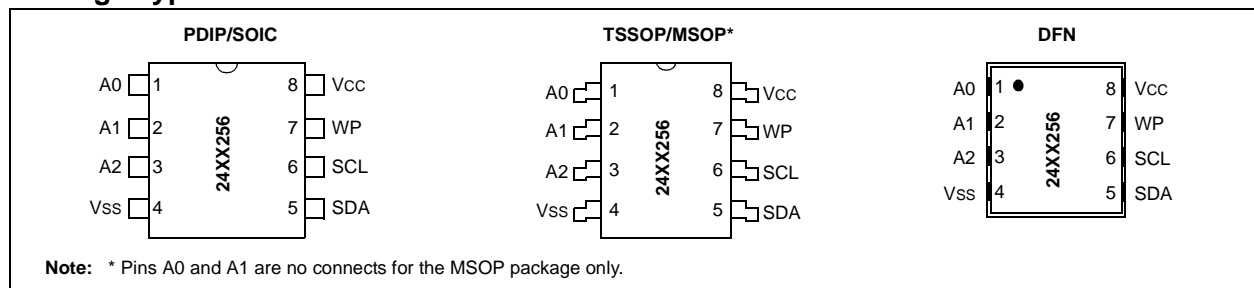 PDIP/SOIC
A0 1 8 VCC
A1 2 7 WP
A2 3 6 SCL
VSS 4 5 SDA
24XX256
TSSOP/MSOP*
A0 1 8 VCC
A1 2 7 WP
A2 3 6 SCL
VSS 4 5 SDA
24XX256
DFN
A0 1 8 VCC
A1 2 7 WP
A2 3 6 SCL
VSS 4 5 SDA
24XX256
Note: * Pins A0 and A1 are no connects for the MSOP package only.